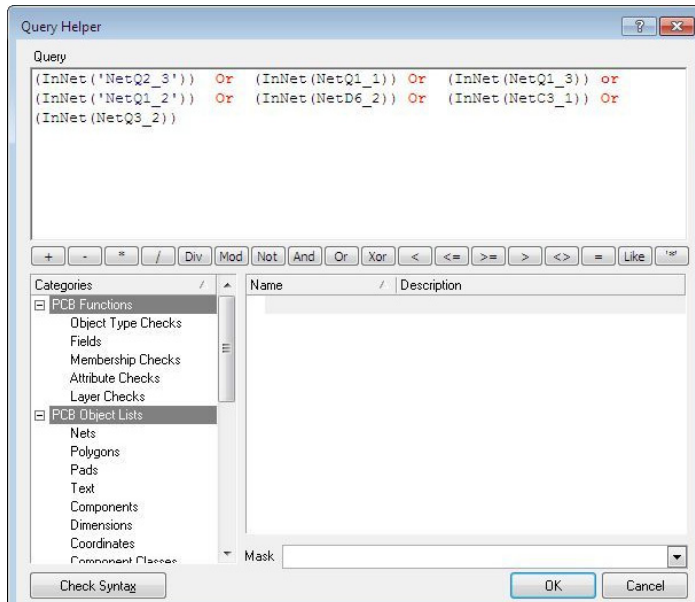 Query Helper
?
Query
(InNet('NetQ2_3')) Or (InNet(NetQ1_1)) Or (InNet(NetQ1_3)) or
(InNet('NetQ1_2')) Or (InNet(NetD6_2)) Or (InNet(NetC3_1)) Or
(InNet(NetQ3_2))
+ - * / Div Mod Not And Or Xor < <= >= > <> = Like '*'
Categories
Name Description
PCB Functions
Object Type Checks
Fields
Membership Checks
Attribute Checks
Layer Checks
PCB Object Lists
Nets
Polygons
Pads
Text
Components
Dimensions
Coordinates
Component Classes
Mask
Check Syntax
OK Cancel